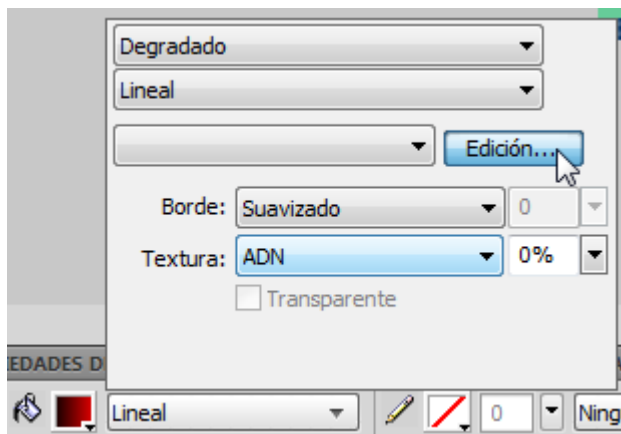 Degradado
Lineal
Edición...
Borde: Suavizado 0
Textura: ADN 0%
Transparente
EDADES D
Lineal 0 Ning